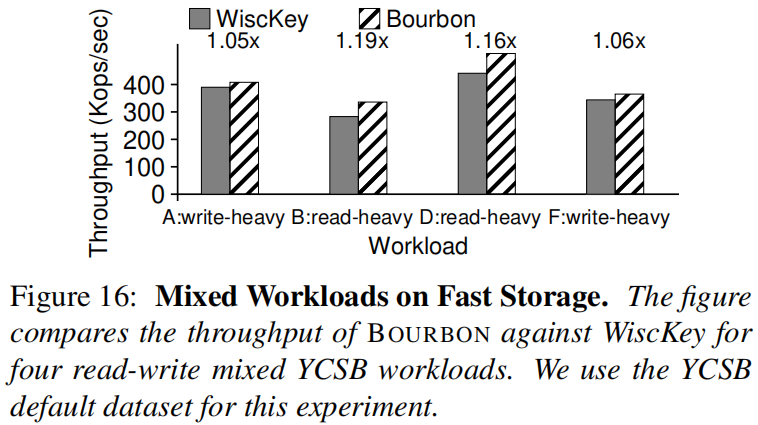 WiscKey Bourbon
1.05x 1.19x 1.16x 1.06x
Throughput (Kops/sec)
400
300
200
100
0
A:write-heavy B:read-heavy D:read-heavy F:write-heavy
Workload
Figure 16: Mixed Workloads on Fast Storage. The figure
compares the throughput of BOURBON against WiscKey for
four read-write mixed YCSB workloads. We use the YCSB
default dataset for this experiment.